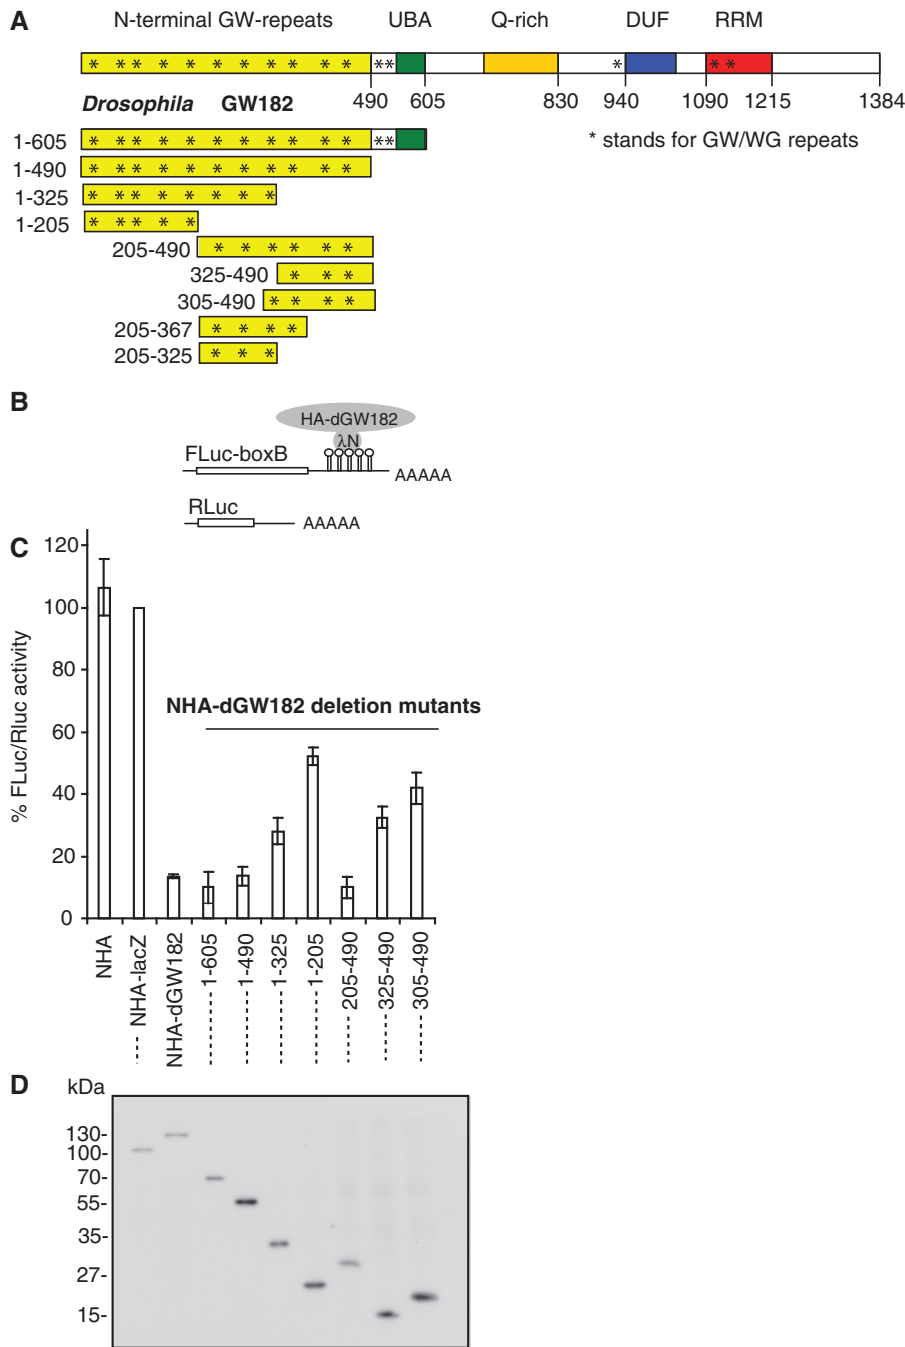 A
N-terminal GW-repeats UBA Q-rich DUF RRM
* ** * * * * * * * * ** * **
Drosophila GW182 490 605 830 940 1090 1215 1384
* stands for GW/WG repeats
1-605 * ** * * * * * * * * **
1-490 * ** * * * * * * * *
1-325 * ** * * * * *
1-205 * ** * *
205-490 * * * * * *
325-490 * * *
305-490 * * * *
205-367 * * * *
205-325 * * *
B
HA-dGW182
λN
FLuc-boxB
AAAAA
RLuc
AAAAA
C
% FLuc/Rluc activity
120
100
80
60
40
20
0
NHA-dGW182 deletion mutants
NHA
NHA-lacZ
NHA-dGW182
1-605
1-490
1-325
1-205
205-490
325-490
305-490
D
kDa
130-
100-
70-
55-
35-
27-
15-